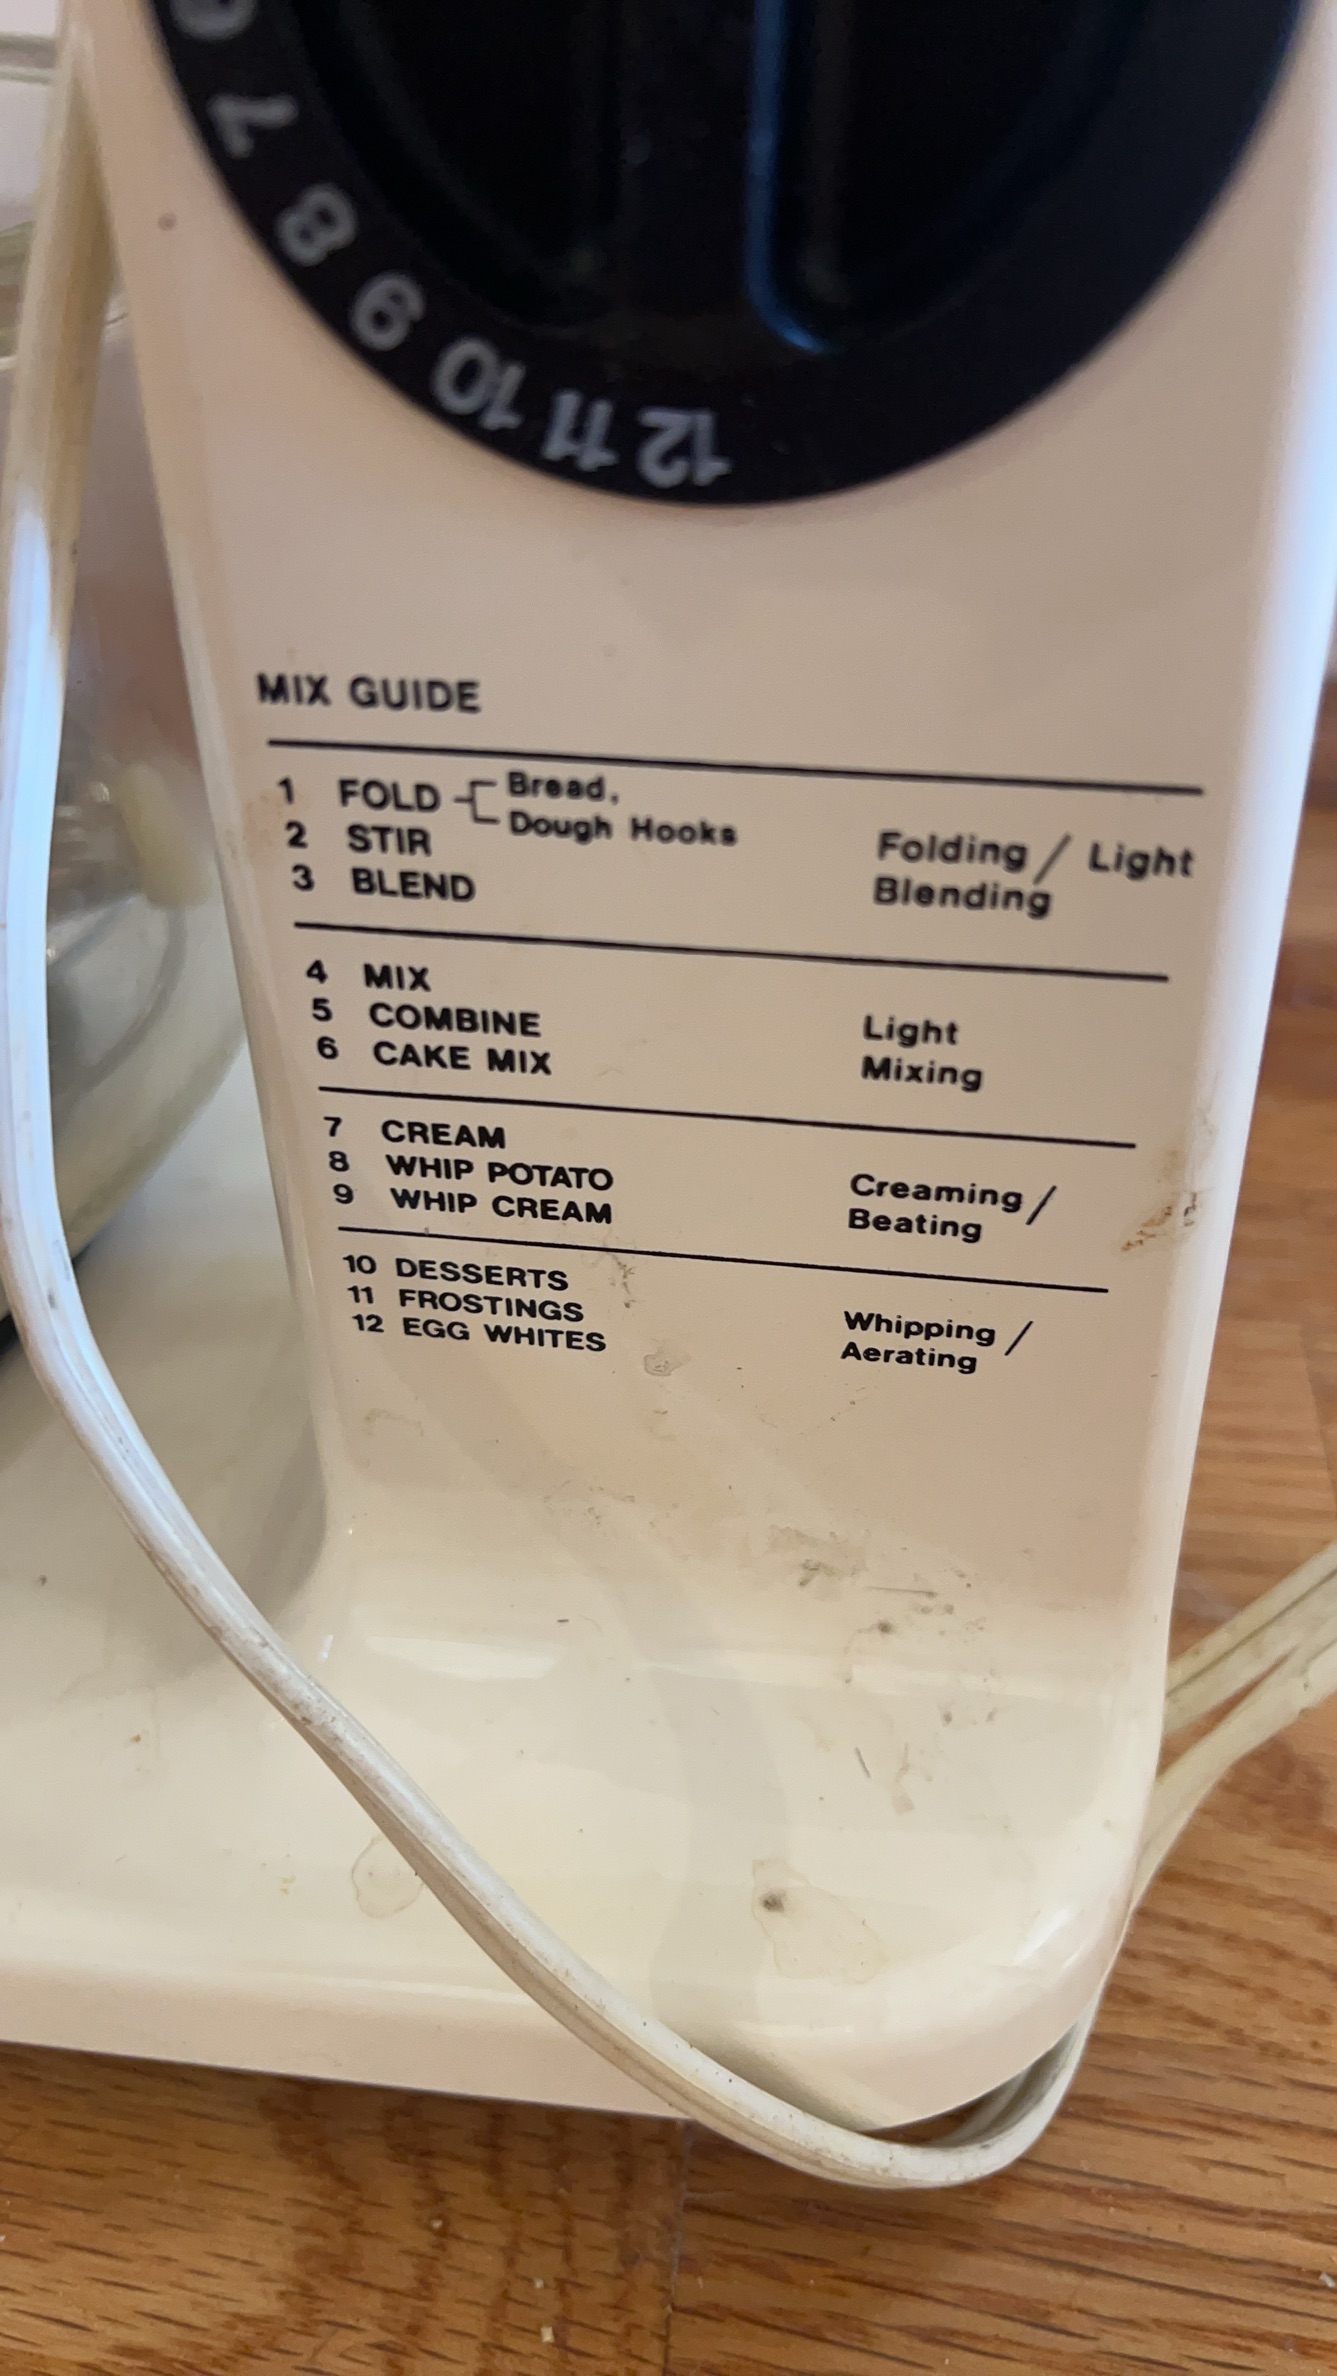 6
7
8
9
10
11
12
MIX GUIDE
1 FOLD Bread,
Dough Hooks
2 STIR
3 BLEND
Folding / Light
Blending
4 MIX
5 COMBINE
6 CAKE MIX
Light
Mixing
7 CREAM
8 WHIP POTATO
9 WHIP CREAM
Creaming /
Beating
10 DESSERTS
11 FROSTINGS
12 EGG WHITES
Whipping /
Aerating